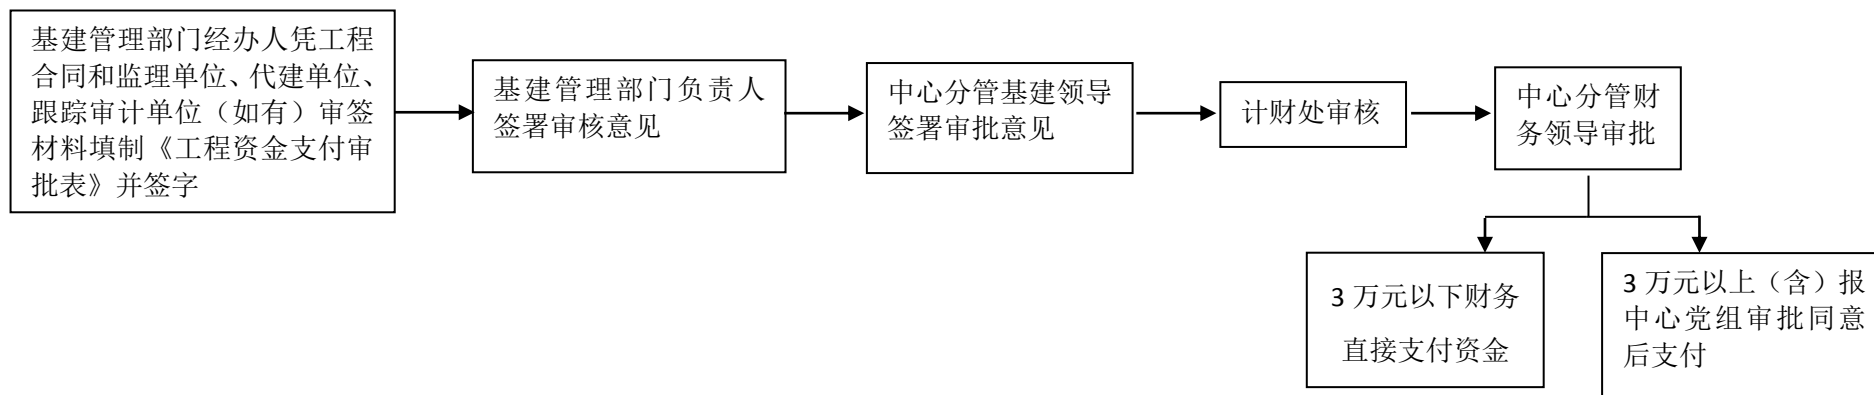 基建管理部门经办人凭工程
合同和监理单位、代建单位、
跟踪审计单位（如有）审签
材料填制《工程资金支付审
批表》并签字
基建管理部门负责人
签署审核意见
中心分管基建领导
签署审批意见
计财处审核
中心分管财
务领导审批
3 万元以下财务
直接支付资金
3 万元以上（含）报
中心党组审批同意
后支付